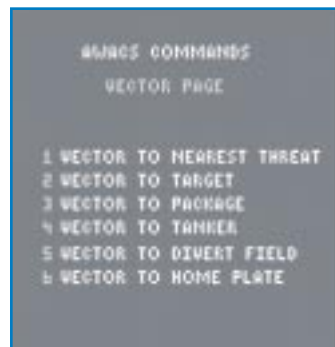 AWACS COMMANDS
VECTOR PAGE
1 VECTOR TO NEAREST THREAT
2 VECTOR TO TARGET
3 VECTOR TO PACKAGE
4 VECTOR TO TANKER
5 VECTOR TO DIVERT FIELD
6 VECTOR TO HOME PLATE